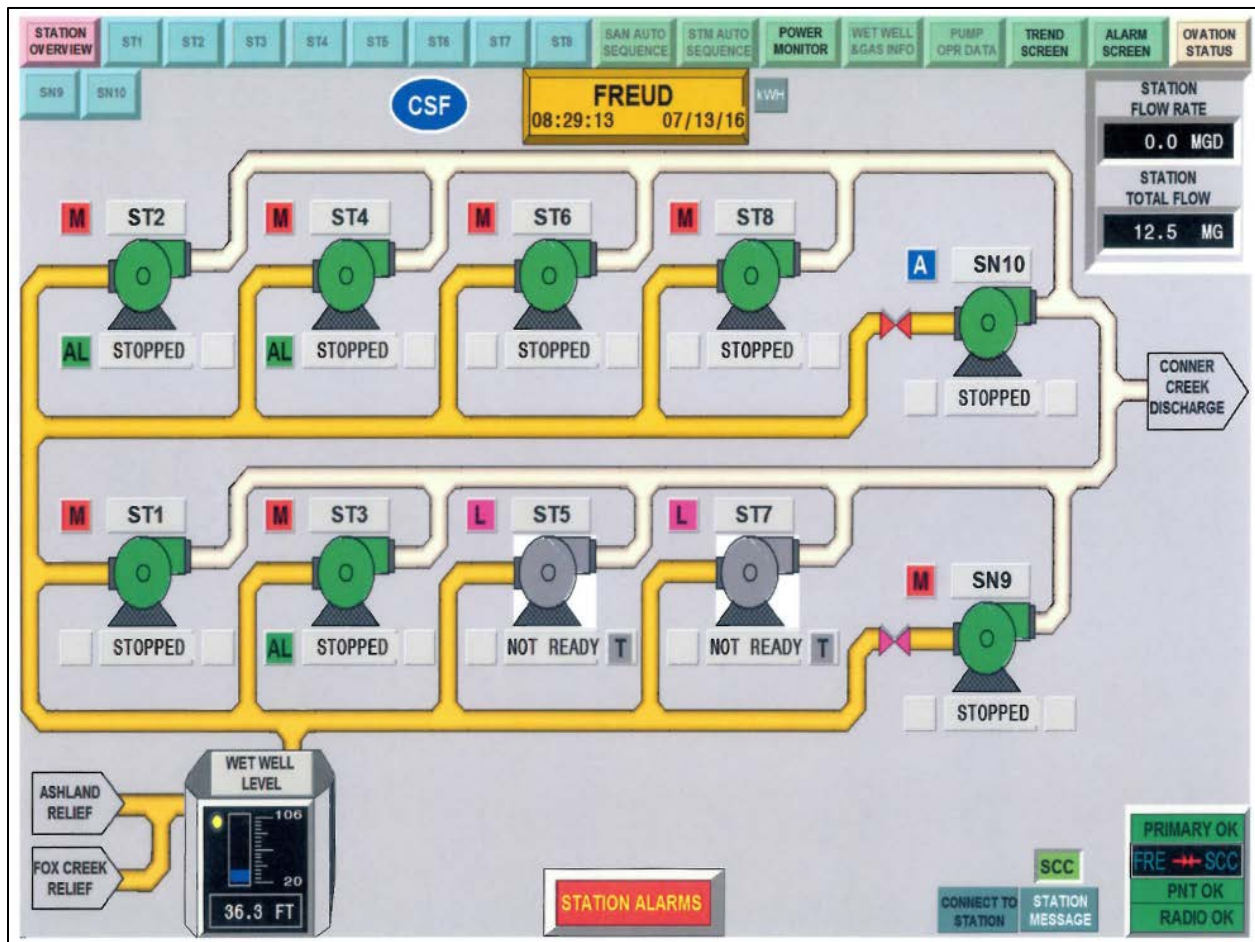 STATION OVERVIEW
ST1
ST2
ST3
ST4
ST5
ST6
ST7
ST8
SAN AUTO SEQUENCE
STM AUTO SEQUENCE
POWER MONITOR
WET WELL &GAS INFO
PUMP OPR DATA
TREND SCREEN
ALARM SCREEN
OVATION STATUS
SN9
SN10
CSF
FREUD
08:29:13 07/13/16
kWH
STATION FLOW RATE
0.0 MGD
STATION TOTAL FLOW
12.5 MG
M ST2
M ST4
M ST6
M ST8
A SN10
AL STOPPED
AL STOPPED
STOPPED
STOPPED
STOPPED
CONNER CREEK DISCHARGE
M ST1
M ST3
L ST5
L ST7
M SN9
STOPPED
AL STOPPED
NOT READY T
NOT READY T
STOPPED
WET WELL LEVEL
106
20
36.3 FT
ASHLAND RELIEF
FOX CREEK RELIEF
STATION ALARMS
SCC
CONNECT TO STATION
STATION MESSAGE
PRIMARY OK
FRE SCC
PNT OK
RADIO OK